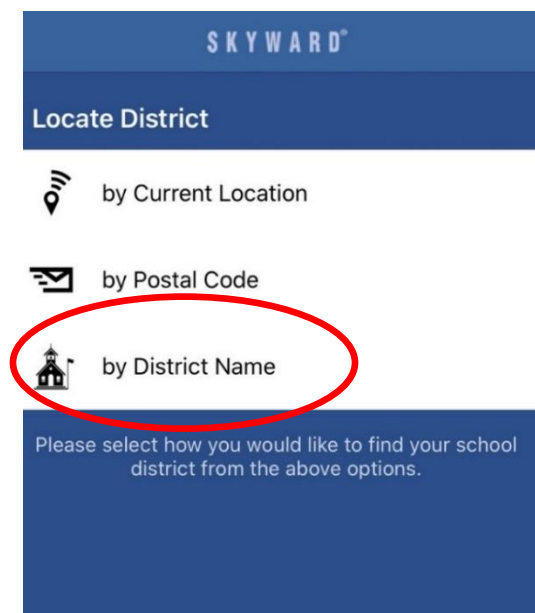 SKYWARD®
Locate District
by Current Location
by Postal Code
by District Name
Please select how you would like to find your school
district from the above options.